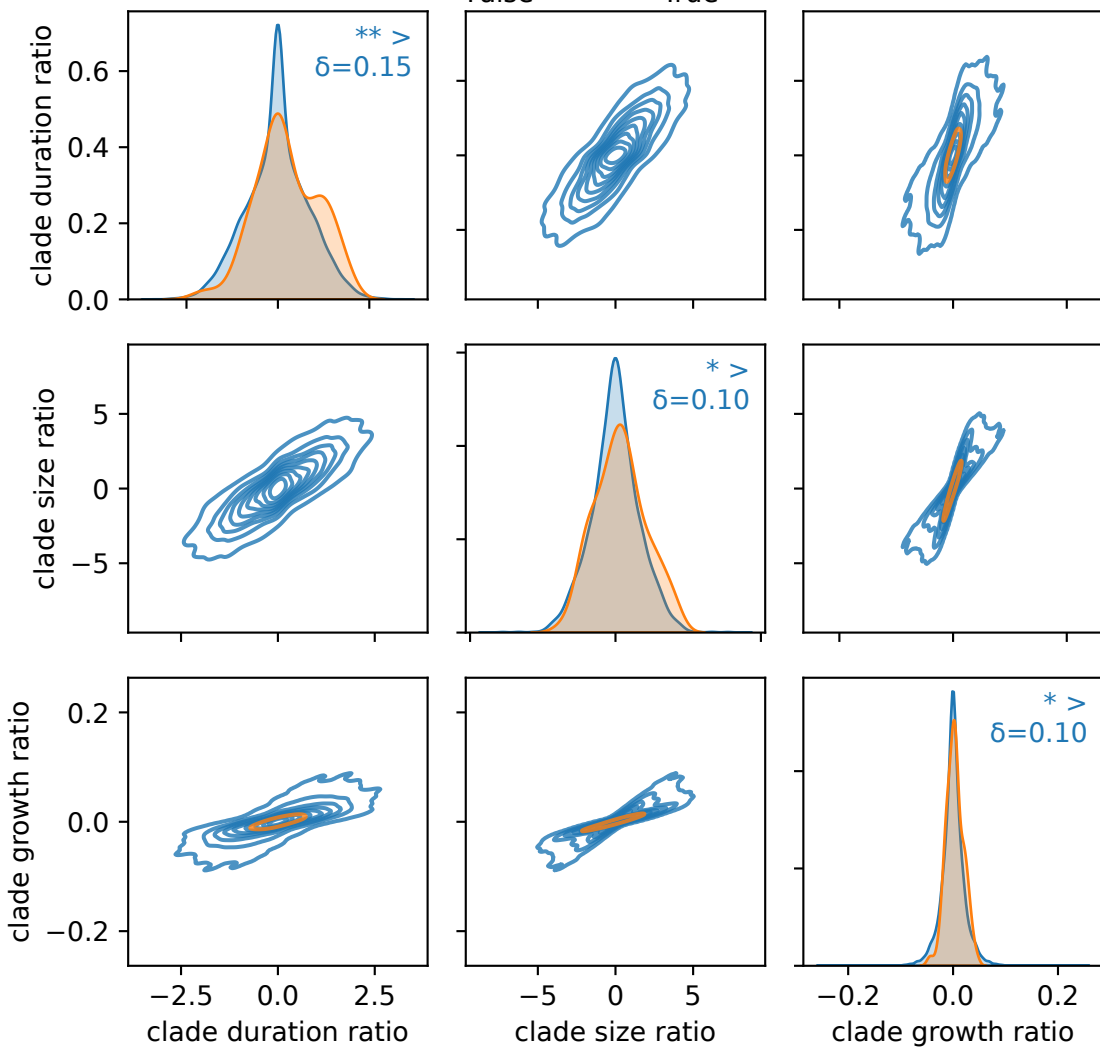 clade duration ratio
0.6
0.4
0.2
0.0
** >
δ=0.15
clade size ratio
5
0
−5
* >
δ=0.10
clade growth ratio
0.2
0.0
−0.2
* >
δ=0.10
−2.5 0.0 2.5
−5 0 5
−0.2 0.0 0.2
clade duration ratio
clade size ratio
clade growth ratio